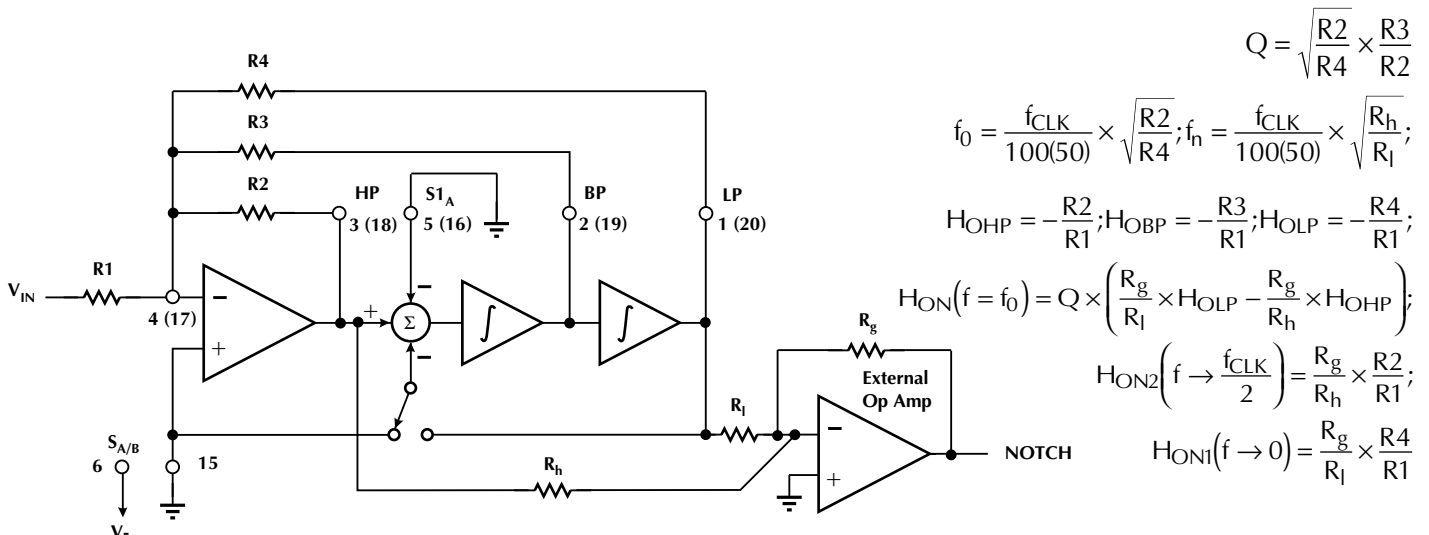 R4
R3
R2
HP
3 (18)
S1A
5 (16)
BP
2 (19)
LP
1 (20)
VIN
R1
4 (17)
−
+
+
−
Σ
−
∫
∫
SA/B
6
15
V-
Rh
Rl
Rg
External
Op Amp
−
+
NOTCH
Q = √(R2/R4) × R3/R2
f0 = fCLK/100(50) × √(R2/R4); fn = fCLK/100(50) × √(Rh/Rl);
HOHP = −R2/R1; HOBP = −R3/R1; HOLP = −R4/R1;
HON(f = f0) = Q × (Rg/Rl × HOLP − Rg/Rh × HOHP);
HON2(f → fCLK/2) = Rg/Rh × R2/R1;
HON1(f → 0) = Rg/Rl × R4/R1